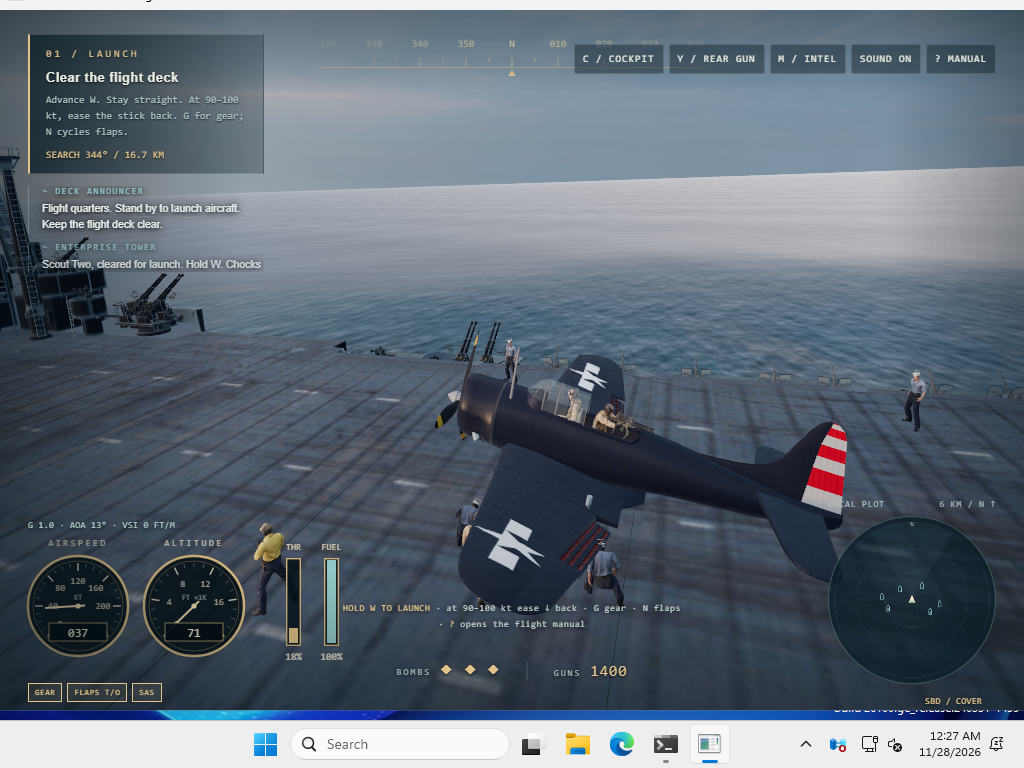 01 / LAUNCH
Clear the flight deck
Advance W. Stay straight. At 90–100
kt, ease the stick back. G for gear;
N cycles flaps.
SEARCH 344° / 16.7 KM
330 340 350 N 010
C / COCKPIT
Y / REAR GUN
M / INTEL
SOUND ON
? MANUAL
~ DECK ANNOUNCER
Flight quarters. Stand by to launch aircraft.
Keep the flight deck clear.
~ ENTERPRISE TOWER
Scout Two, cleared for launch. Hold W. Chocks
G 1.0 · AOA 13° · VSI 0 FT/M
AIRSPEED
40 80 120 160 200
KT
037
ALTITUDE
4 8 12 16
FT ×1K
71
THR
18%
FUEL
100%
HOLD W TO LAUNCH · at 90–100 kt ease ↓ back · G gear · N flaps
· ? opens the flight manual
BOMBS
GUNS 1400
PLOT
6 KM / N ↑
N
GEAR
FLAPS T/O
SAS
SBD / COVER
Search
12:27 AM
11/28/2026